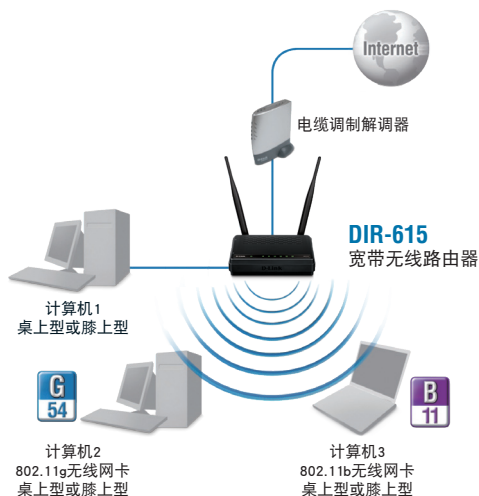 Internet
电缆调制解调器
DIR-615
宽带无线路由器
D-Link
计算机1
桌上型或膝上型
G
54
B
11
计算机2
802.11g无线网卡
桌上型或膝上型
计算机3
802.11b无线网卡
桌上型或膝上型